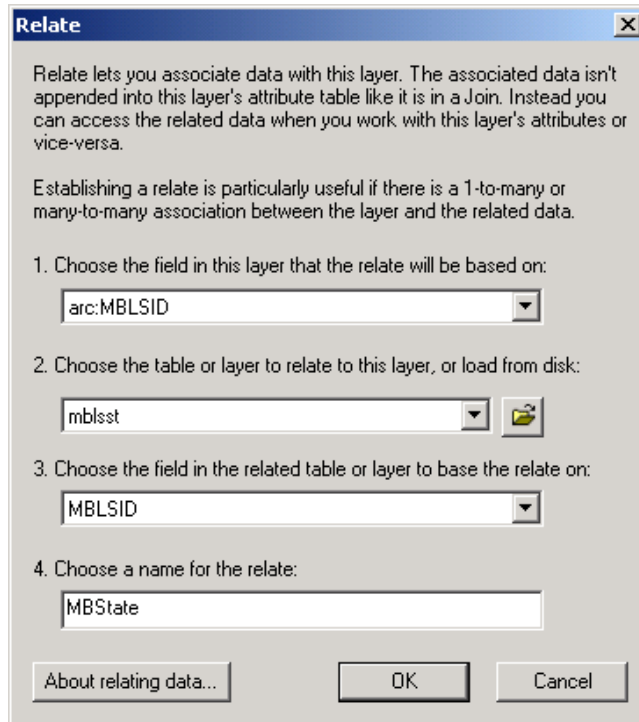 Relate
Relate lets you associate data with this layer. The associated data isn't
appended into this layer's attribute table like it is in a Join. Instead you
can access the related data when you work with this layer's attributes or
vice-versa.
Establishing a relate is particularly useful if there is a 1-to-many or
many-to-many association between the layer and the related data.
1. Choose the field in this layer that the relate will be based on:
arc:MBLSID
2. Choose the table or layer to relate to this layer, or load from disk:
mblsst
3. Choose the field in the related table or layer to base the relate on:
MBLSID
4. Choose a name for the relate:
MBState
About relating data... OK Cancel